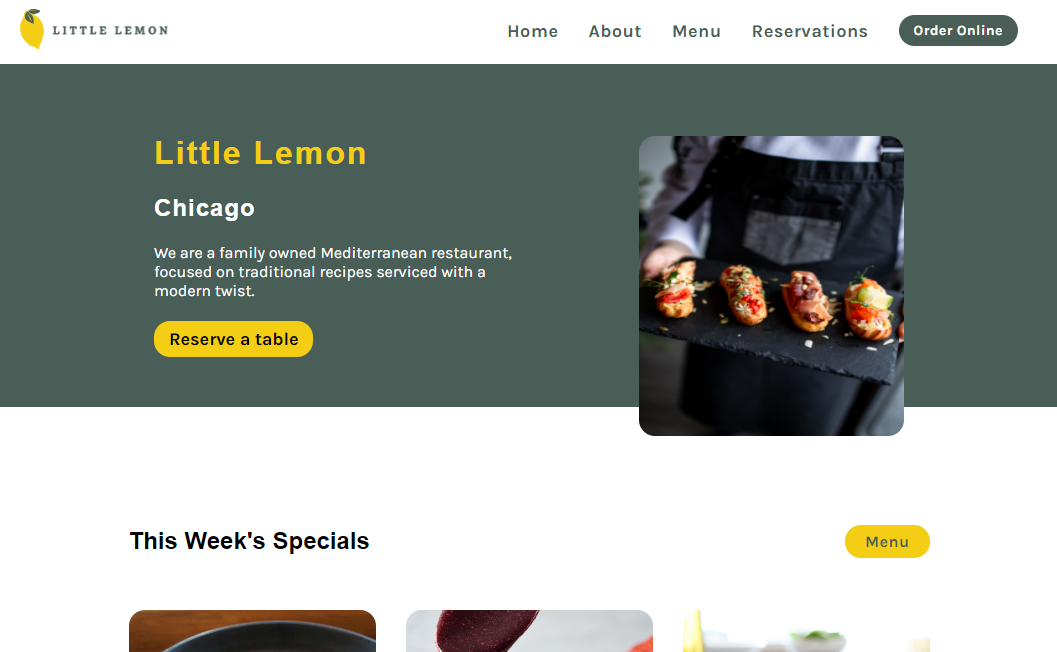 LITTLE LEMON
Home About Menu Reservations Order Online
Little Lemon
Chicago
We are a family owned Mediterranean restaurant,
focused on traditional recipes serviced with a
modern twist.
Reserve a table
This Week's Specials
Menu